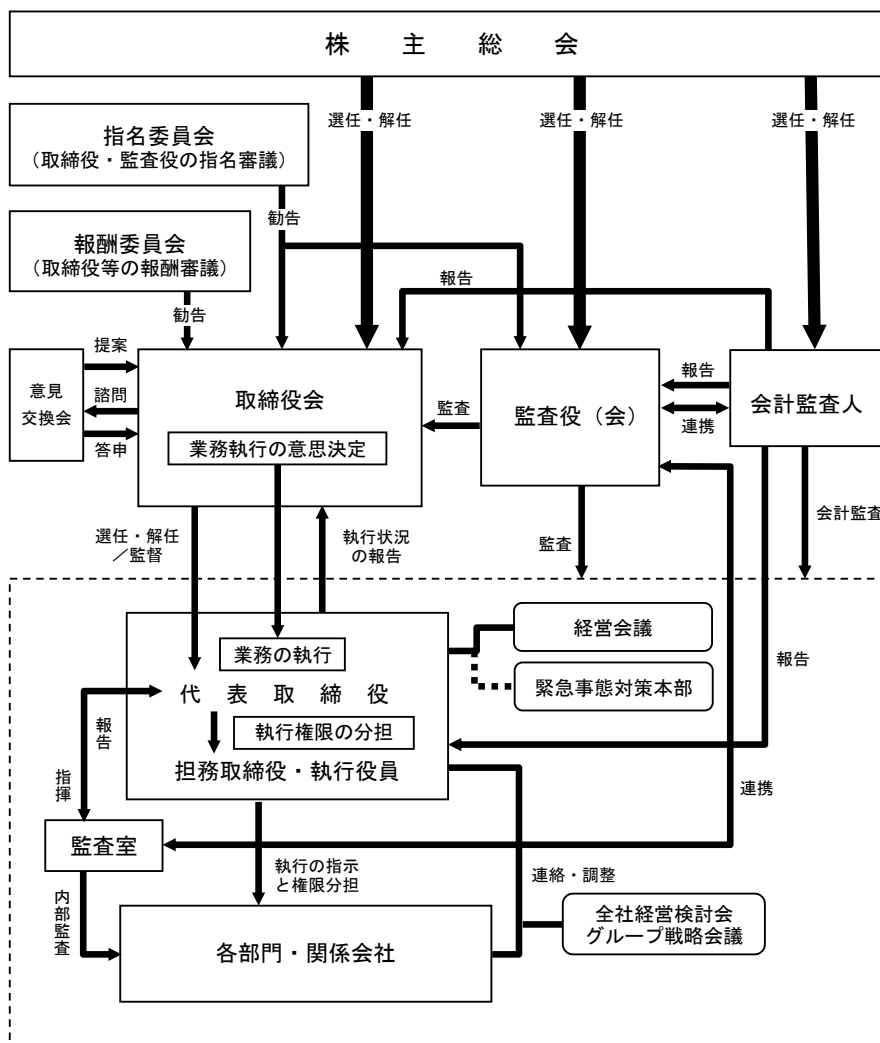 株主総会
選任・解任
選任・解任
選任・解任
指名委員会
（取締役・監査役の指名審議）
勧告
報酬委員会
（取締役等の報酬審議）
勧告
報告
意見
交換会
提案
諮問
答申
取締役会
業務執行の意思決定
監査
監査役（会）
報告
連携
会計監査人
選任・解任
／監督
執行状況
の報告
監査
会計監査
業務の執行
代表取締役
執行権限の分担
担務取締役・執行役員
経営会議
緊急事態対策本部
報告
報告
指揮
監査室
連携
内部監査
執行の指示
と権限分担
連絡・調整
各部門・関係会社
全社経営検討会
グループ戦略会議